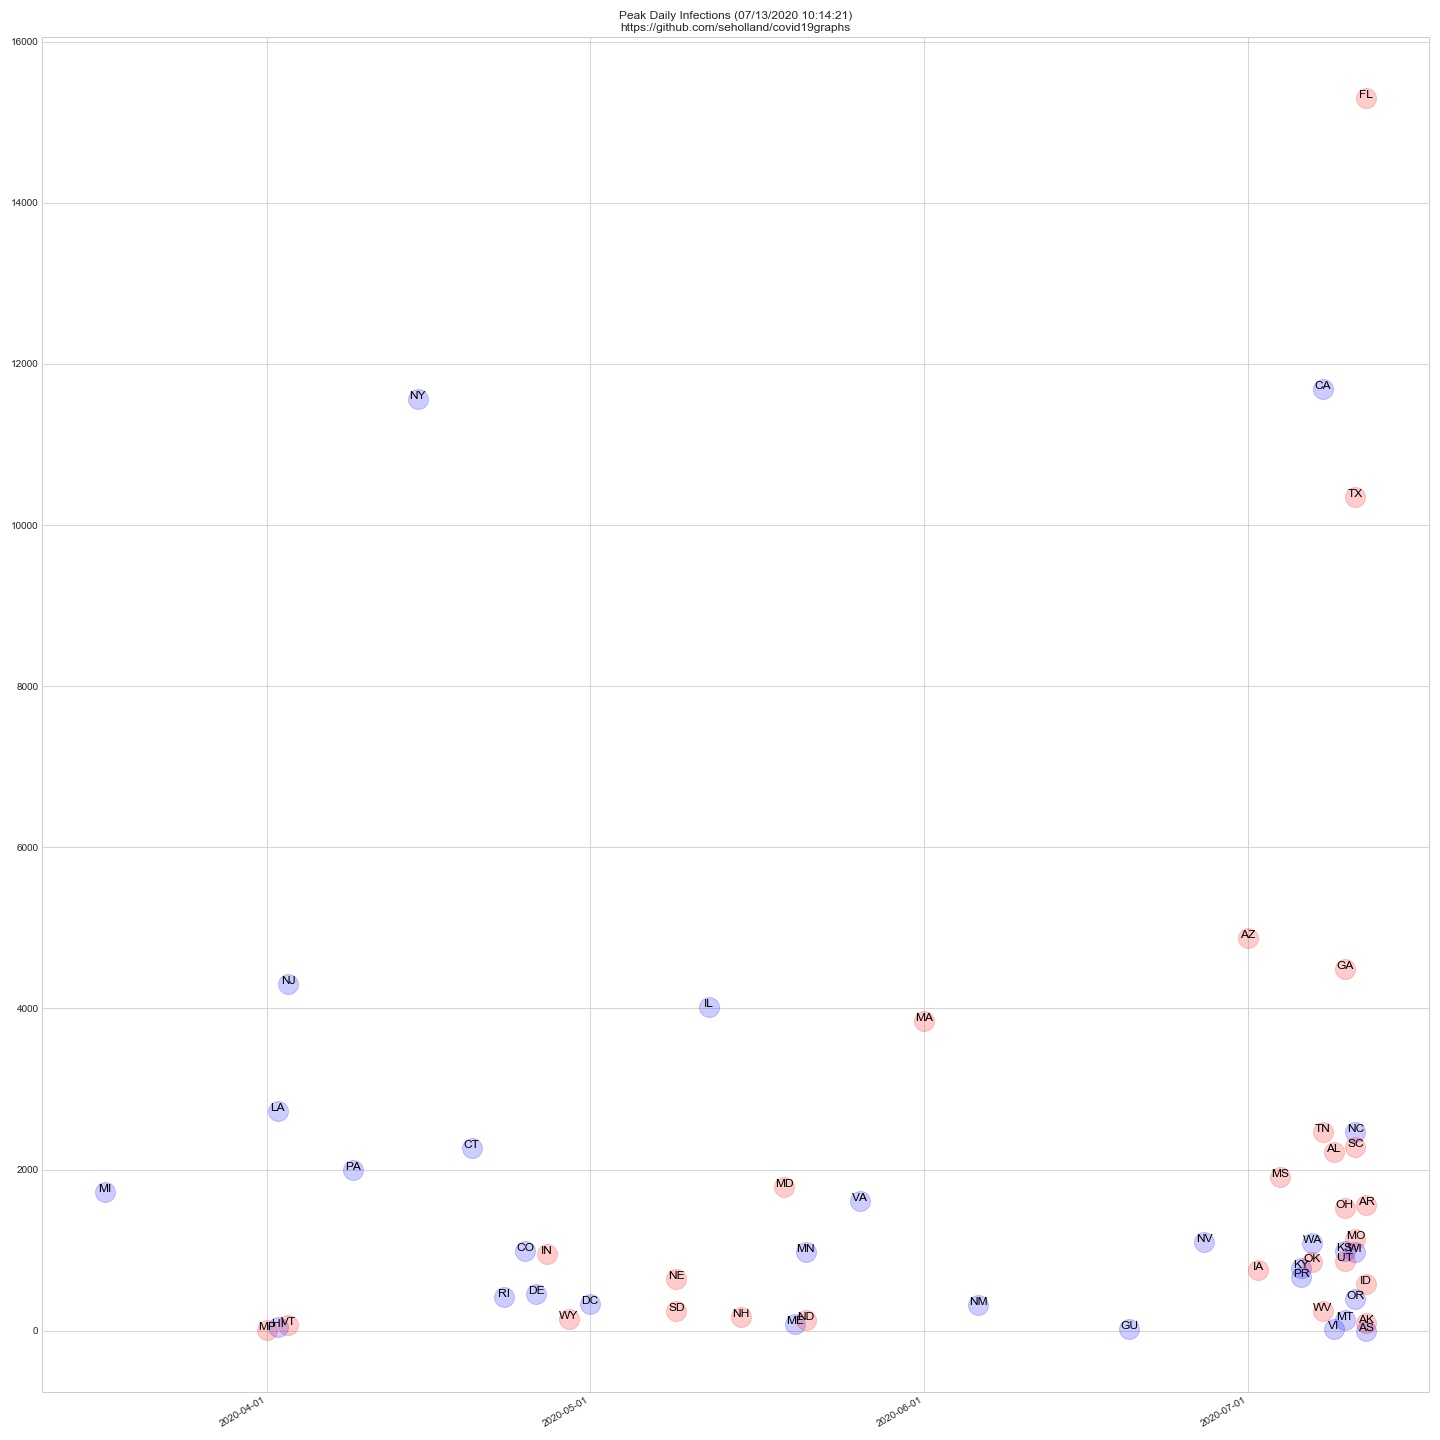 Peak Daily Infections (07/13/2020 10:14:21)
https://github.com/seholland/covid19graphs
16000
FL
14000
12000
NY
CA
TX
10000
8000
6000
AZ
GA
NJ
IL
4000
MA
LA
TN
NC
CT
SC
AL
PA
2000
MS
MI
MD
VA
AR
OH
NV
WA
MO
CO
IN
MN
KS
WI
OK
UT
KY
IA
PR
NE
ID
RI
DE
OR
DC
NM
SD
WV
NH
WY
MT
ME
ND
AK
MP
HI
VT
GU
VI
AS
0
2020-04-01
2020-05-01
2020-06-01
2020-07-01